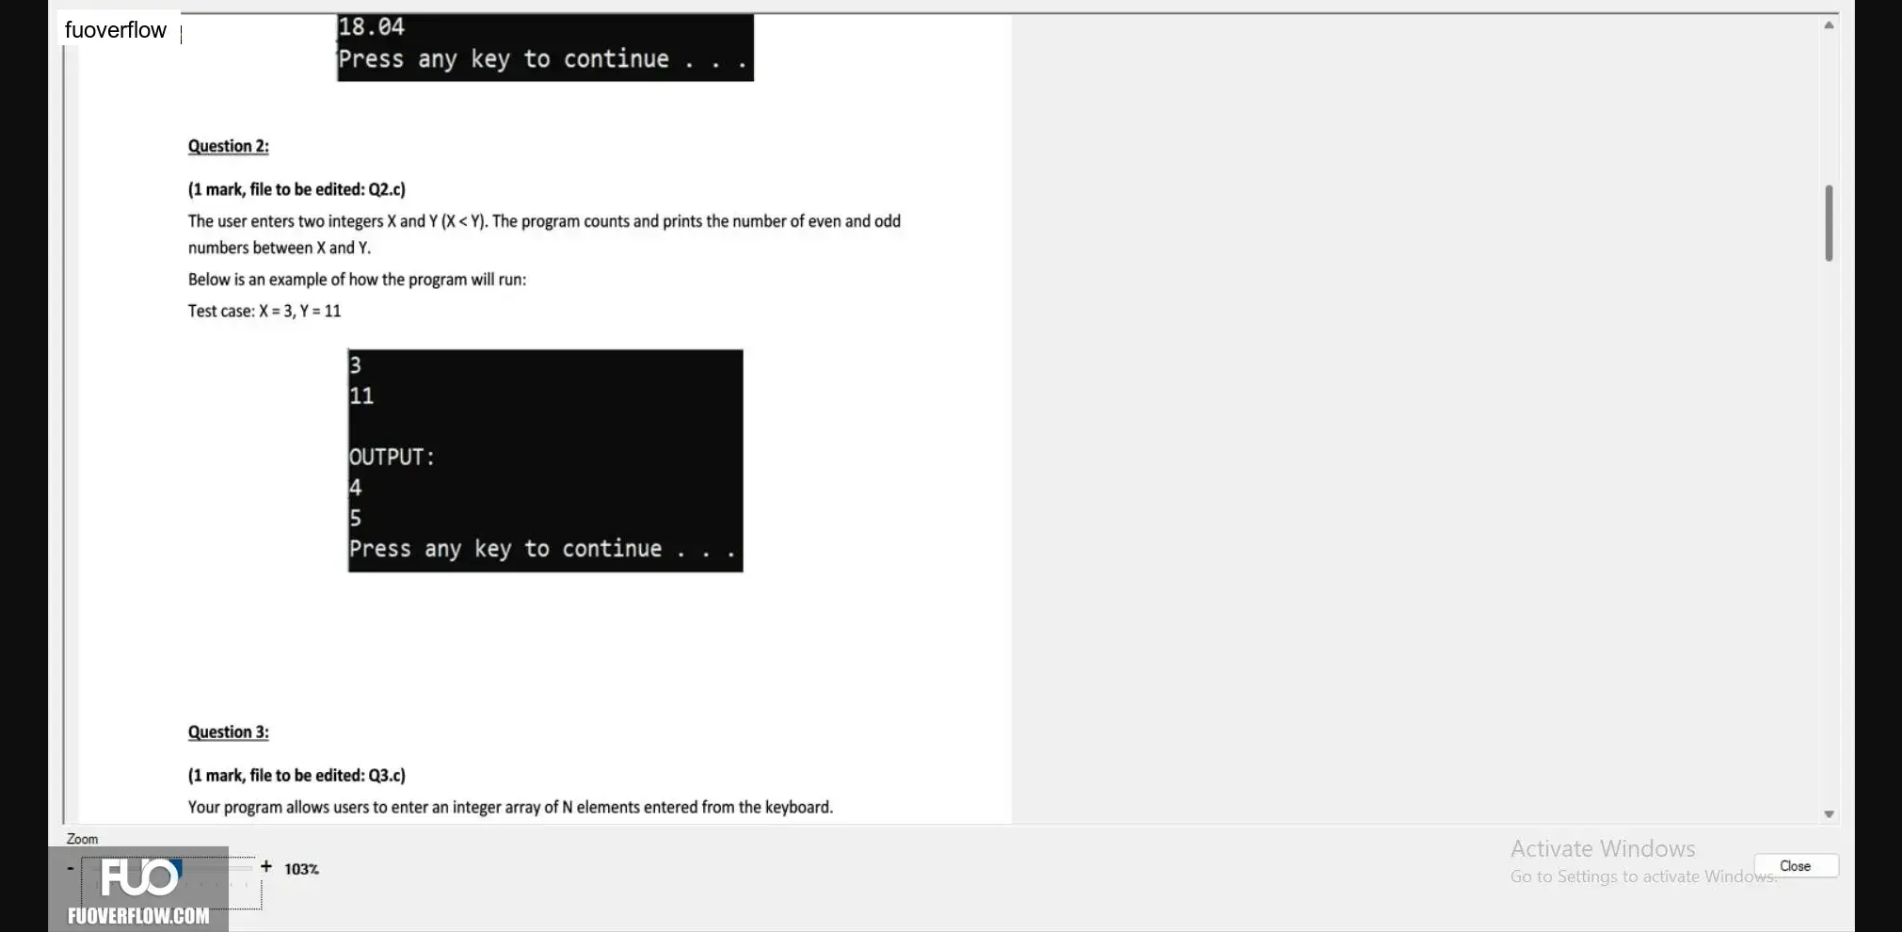 fuoverflow
18.04
Press any key to continue . . .
Question 2:
(1 mark, file to be edited: Q2.c)
The user enters two integers X and Y (X < Y). The program counts and prints the number of even and odd
numbers between X and Y.
Below is an example of how the program will run:
Test case: X = 3, Y = 11
3
11
OUTPUT:
4
5
Press any key to continue . . .
Question 3:
(1 mark, file to be edited: Q3.c)
Your program allows users to enter an integer array of N elements entered from the keyboard.
Zoom
- + 103%
FUO
FUOVERFLOW.COM
Activate Windows
Go to Settings to activate Windows.
Close